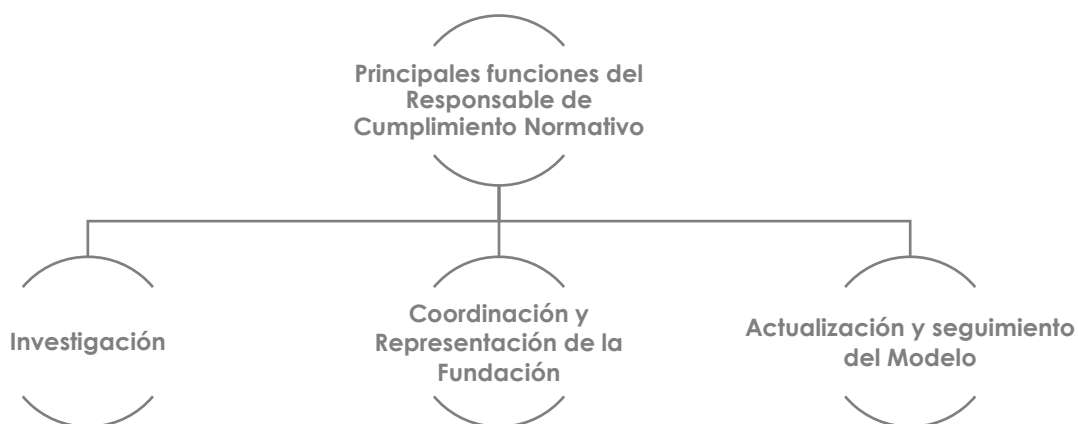 Principales funciones del
Responsable de
Cumplimiento Normativo
Investigación
Coordinación y
Representación de la
Fundación
Actualización y seguimiento
del Modelo